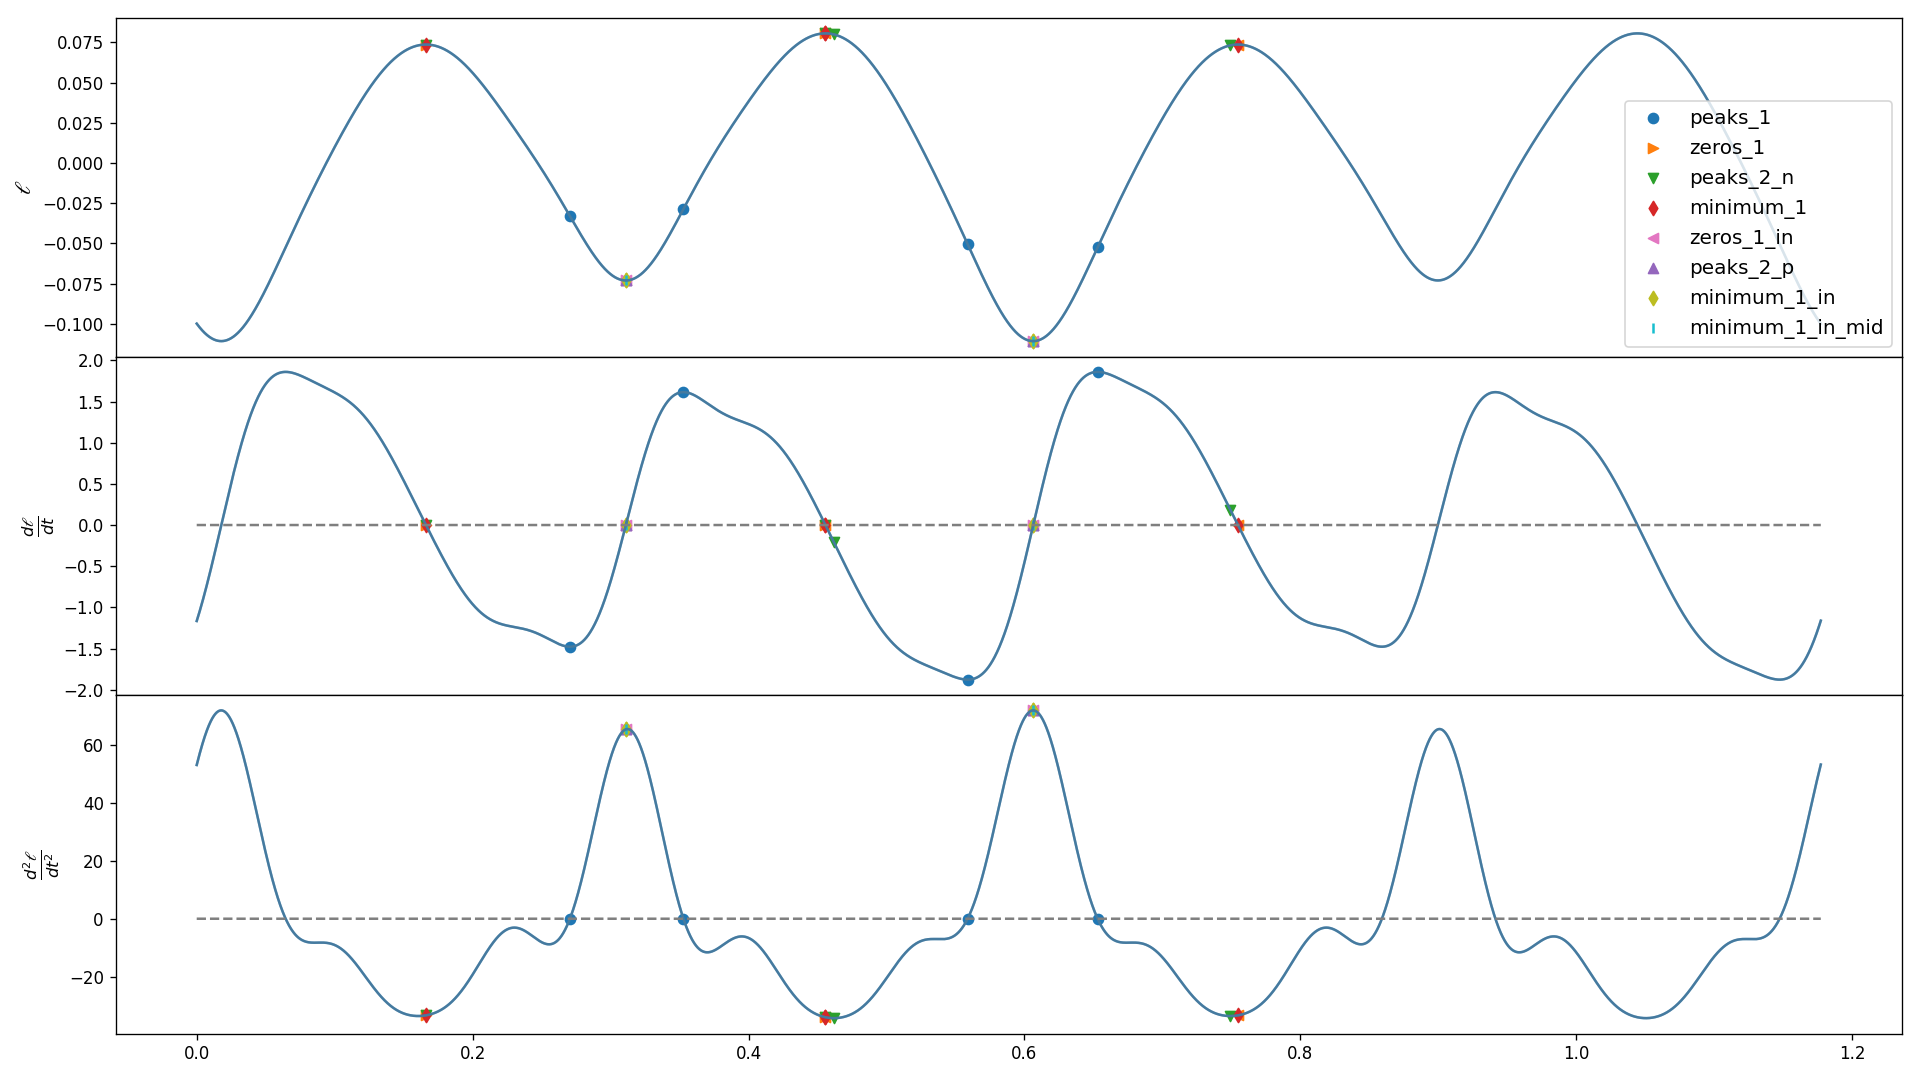 0.075
0.050
0.025
0.000
−0.025
−0.050
−0.075
−0.100
ℓ
peaks_1
zeros_1
peaks_2_n
minimum_1
zeros_1_in
peaks_2_p
minimum_1_in
minimum_1_in_mid
2.0
1.5
1.0
0.5
0.0
−0.5
−1.0
−1.5
−2.0
dℓ
dt
60
40
20
0
−20
d²ℓ
dt²
0.0 0.2 0.4 0.6 0.8 1.0 1.2